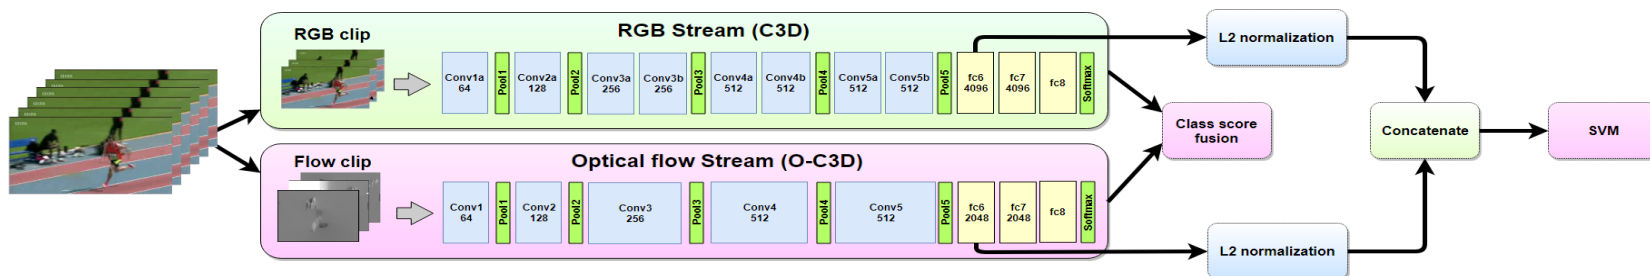 RGB Stream (C3D)
RGB clip
Conv1a
64
Pool1
Conv2a
128
Pool2
Conv3a
256
Conv3b
256
Pool3
Conv4a
512
Conv4b
512
Pool4
Conv5a
512
Conv5b
512
Pool5
fc6
4096
fc7
4096
fc8
Softmax
Optical flow Stream (O-C3D)
Flow clip
Conv1
64
Pool1
Conv2
128
Pool2
Conv3
256
Pool3
Conv4
512
Pool4
Conv5
512
Pool5
fc6
2048
fc7
2048
fc8
Softmax
Class score
fusion
L2 normalization
L2 normalization
Concatenate
SVM